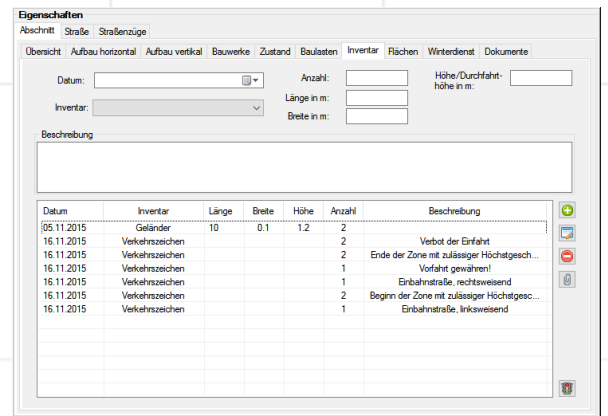 Eigenschaften
Abschnitt Straße Straßenzüge
Übersicht Aufbau horizontal Aufbau vertikal Bauwerke Zustand Baulasten Inventar Flächen Winterdienst Dokumente
Datum: Anzahl: Höhe/Durchfahrt-
höhe in m:
Inventar: Länge in m:
Breite in m:
Beschreibung
Datum Inventar Länge Breite Höhe Anzahl Beschreibung
05.11.2015 Geländer 10 0.1 1.2 2
16.11.2015 Verkehrszeichen 2 Verbot der Einfahrt
16.11.2015 Verkehrszeichen 2 Ende der Zone mit zulässiger Höchstgesch...
16.11.2015 Verkehrszeichen 1 Vorfahrt gewähren!
16.11.2015 Verkehrszeichen 1 Einbahnstraße, rechtsweisend
16.11.2015 Verkehrszeichen 2 Beginn der Zone mit zulässiger Höchstgesc...
16.11.2015 Verkehrszeichen 1 Einbahnstraße, linksweisend